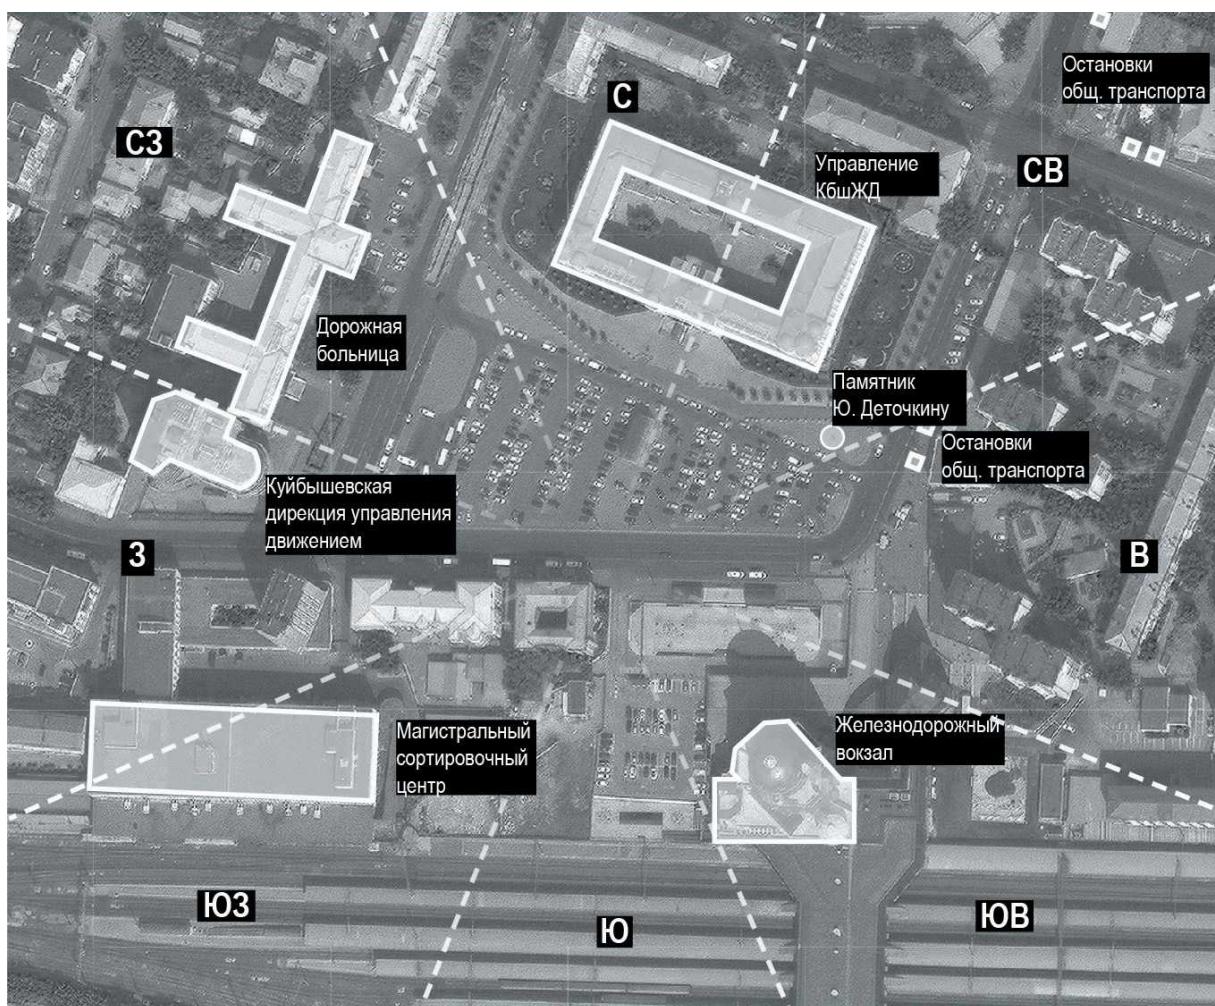 Остановки
общ. транспорта
С
СЗ
СВ
Управление
КбшЖД
Дорожная
больница
Памятник
Ю. Деточкину
Остановки
общ. транспорта
Куйбышевская
дирекция управления
движением
З
В
Магистральный
сортировочный
центр
Железнодорожный
вокзал
ЮЗ
Ю
ЮВ